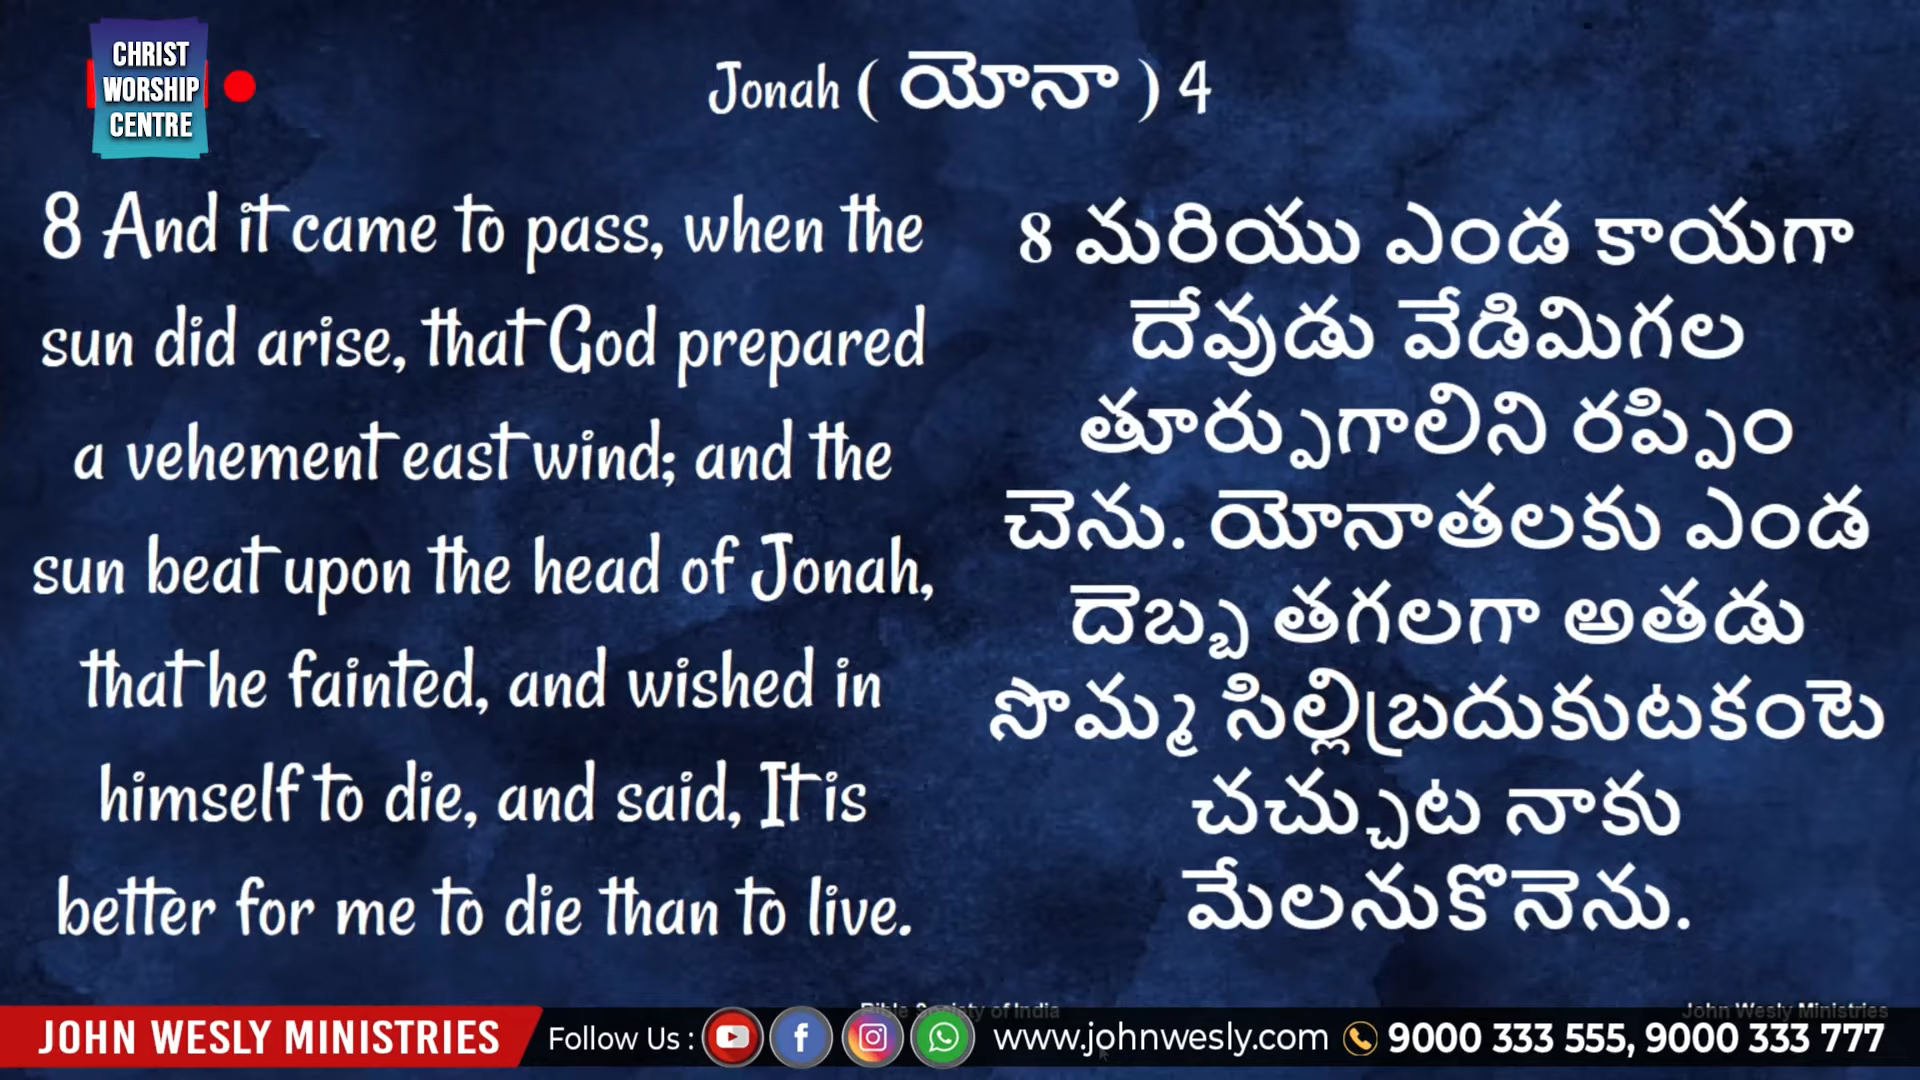 CHRIST
WORSHIP
CENTRE
Jonah ( యోనా ) 4
8 And it came to pass, when the
sun did arise, that God prepared
a vehement east wind; and the
sun beat upon the head of Jonah,
that he fainted, and wished in
himself to die, and said, It is
better for me to die than to live.
8 మరియు ఎండ కాయగా
దేవుడు వేడిమిగల
తూర్పుగాలిని రప్పిం
చెను. యోనాతలకు ఎండ
దెబ్బ తగలగా అతడు
సొమ్మ సిల్లిబ్రదుకుటకంటె
చచ్చుట నాకు
మేలనుకొనెను.
Bible Society of India
John Wesly Ministries
JOHN WESLY MINISTRIES
Follow Us :
www.johnwesly.com
9000 333 555, 9000 333 777